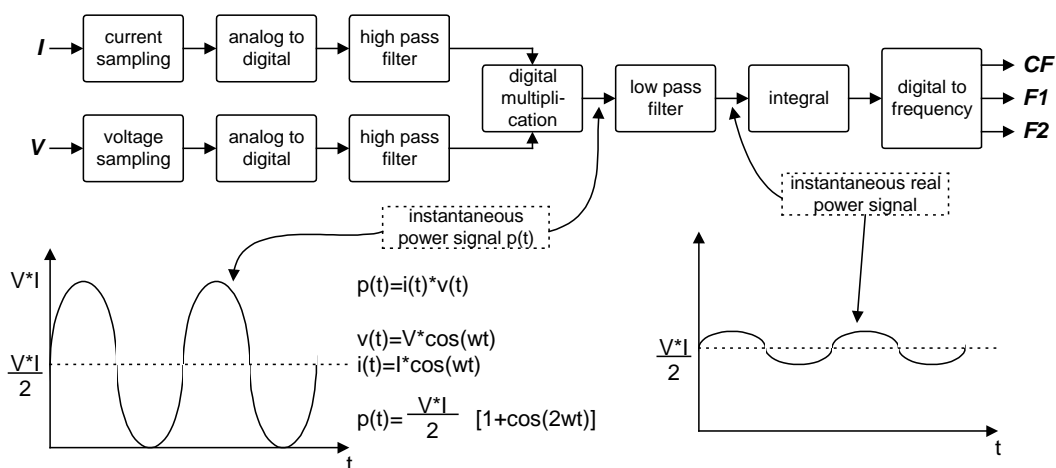 I
current
sampling
analog to
digital
high pass
filter
digital
multipli-
cation
low pass
filter
integral
digital to
frequency
CF
F1
F2
V
voltage
sampling
analog to
digital
high pass
filter
instantaneous
power signal p(t)
instantaneous real
power signal
V*I
V*I
2
t
p(t)=i(t)*v(t)
v(t)=V*cos(wt)
i(t)=I*cos(wt)
p(t)= V*I
2
[1+cos(2wt)]
V*I
2
t